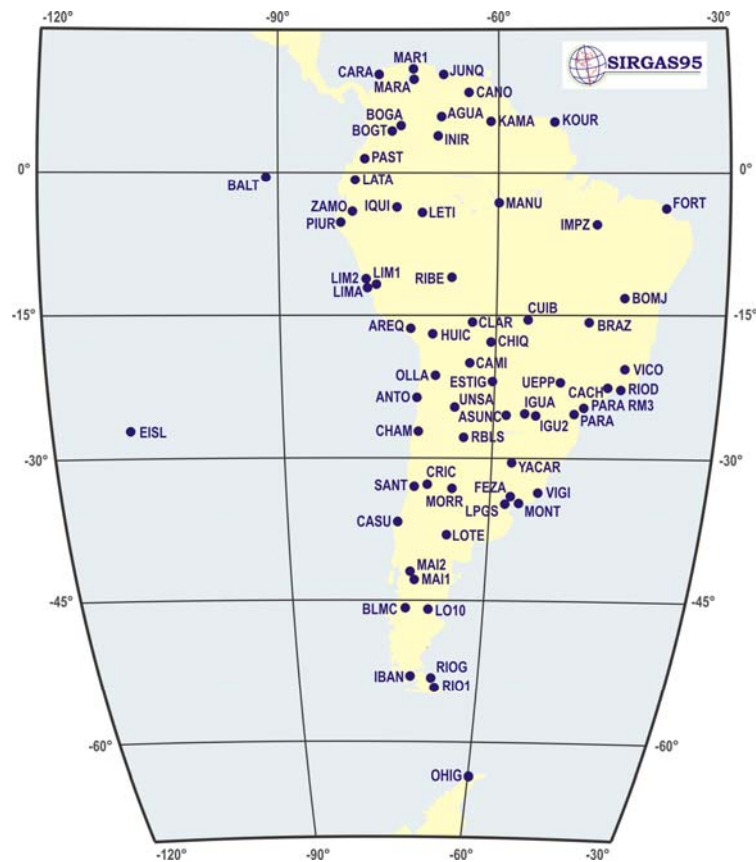 -120° -90° -60° -30°
SIRGAS95
MAR1
CARA JUNQ
MARA
CANO
BOGA AGUA KAMA KOUR
BOGT INIR
PAST
0° 0°
BALT LATA
ZAMO IQUI LETI MANU FORT
PIUR IMPZ
LIM2 LIM1 RIBE
LIMA
CUIB BOMJ
-15° -15°
AREQ HUIC CLAR BRAZ
CHIQ
CAMI VICO
OLLA ESTIG UEPP
CACH RIOD
ANTO UNSA IGUA PARA RM3
ASUNC IGU2 PARA
EISL CHAM RBLS
-30° -30°
YACAR
CRIC
SANT FEZA VIGI
MORR
LPGS MONT
CASU LOTE
MAI2
MAI1
-45° -45°
BLMC LO10
IBAN RIOG
RIO1
-60° -60°
OHIG
-120° -90° -60° -30°